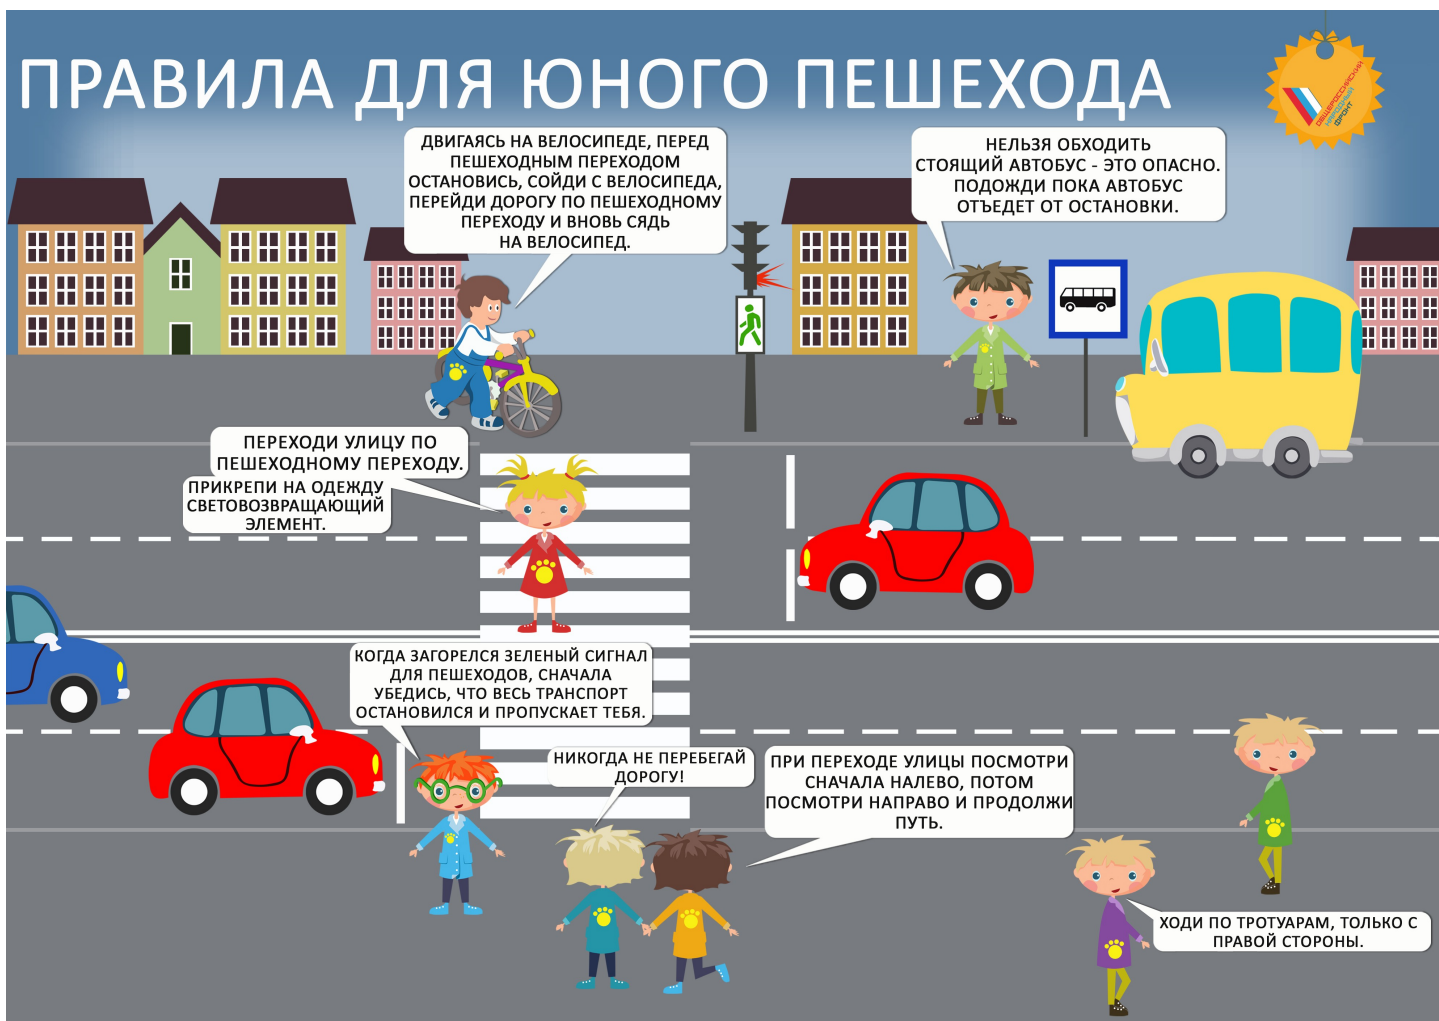 ПРАВИЛА ДЛЯ ЮНОГО ПЕШЕХОДА
ОБЩЕРОССИЙСКИЙ
НАРОДНЫЙ
ФРОНТ
ДВИГАЯСЬ НА ВЕЛОСИПЕДЕ, ПЕРЕД
ПЕШЕХОДНЫМ ПЕРЕХОДОМ
ОСТАНОВИСЬ, СОЙДИ С ВЕЛОСИПЕДА,
ПЕРЕЙДИ ДОРОГУ ПО ПЕШЕХОДНОМУ
ПЕРЕХОДУ И ВНОВЬ СЯДЬ
НА ВЕЛОСИПЕД.
НЕЛЬЗЯ ОБХОДИТЬ
СТОЯЩИЙ АВТОБУС - ЭТО ОПАСНО.
ПОДОЖДИ ПОКА АВТОБУС
ОТЪЕДЕТ ОТ ОСТАНОВКИ.
ПЕРЕХОДИ УЛИЦУ ПО
ПЕШЕХОДНОМУ ПЕРЕХОДУ.
ПРИКРЕПИ НА ОДЕЖДУ
СВЕТОВОЗВРАЩАЮЩИЙ
ЭЛЕМЕНТ.
КОГДА ЗАГОРЕЛСЯ ЗЕЛЕНЫЙ СИГНАЛ
ДЛЯ ПЕШЕХОДОВ, СНАЧАЛА
УБЕДИСЬ, ЧТО ВЕСЬ ТРАНСПОРТ
ОСТАНОВИЛСЯ И ПРОПУСКАЕТ ТЕБЯ.
НИКОГДА НЕ ПЕРЕБЕГАЙ
ДОРОГУ!
ПРИ ПЕРЕХОДЕ УЛИЦЫ ПОСМОТРИ
СНАЧАЛА НАЛЕВО, ПОТОМ
ПОСМОТРИ НАПРАВО И ПРОДОЛЖИ
ПУТЬ.
ХОДИ ПО ТРОТУАРАМ, ТОЛЬКО С
ПРАВОЙ СТОРОНЫ.